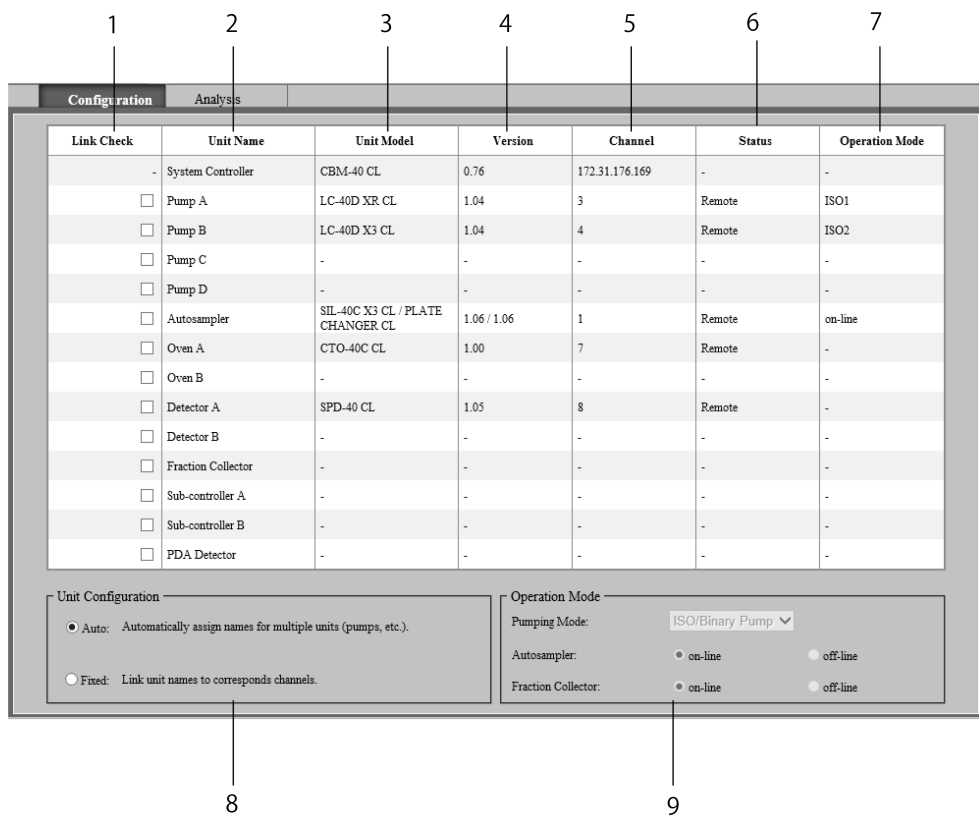 1 2 3 4 5 6 7
Configuration Analysis
Link Check Unit Name Unit Model Version Channel Status Operation Mode
- System Controller CBM-40 CL 0.76 172.31.176.169 - -
Pump A LC-40D XR CL 1.04 3 Remote ISO1
Pump B LC-40D X3 CL 1.04 4 Remote ISO2
Pump C - - - - -
Pump D - - - - -
Autosampler SIL-40C X3 CL / PLATE CHANGER CL 1.06 / 1.06 1 Remote on-line
Oven A CTO-40C CL 1.00 7 Remote -
Oven B - - - - -
Detector A SPD-40 CL 1.05 8 Remote -
Detector B - - - - -
Fraction Collector - - - - -
Sub-controller A - - - - -
Sub-controller B - - - - -
PDA Detector - - - - -
Unit Configuration
Auto: Automatically assign names for multiple units (pumps, etc.).
Fixed: Link unit names to corresponds channels.
Operation Mode
Pumping Mode: ISO/Binary Pump
Autosampler: on-line off-line
Fraction Collector: on-line off-line
8 9